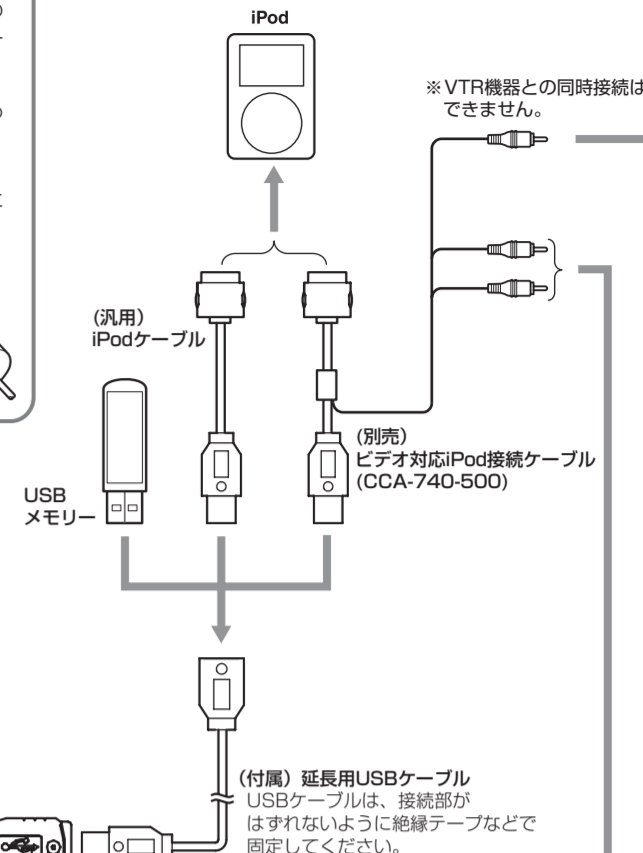 iPod
※VTR機器との同時接続は
できません。
(汎用)
iPodケーブル
(別売)
ビデオ対応iPod接続ケーブル
(CCA-740-500)
USB
メモリー
(付属)延長用USBケーブル
USBケーブルは、接続部が
はずれないように絶縁テープなどで
固定してください。